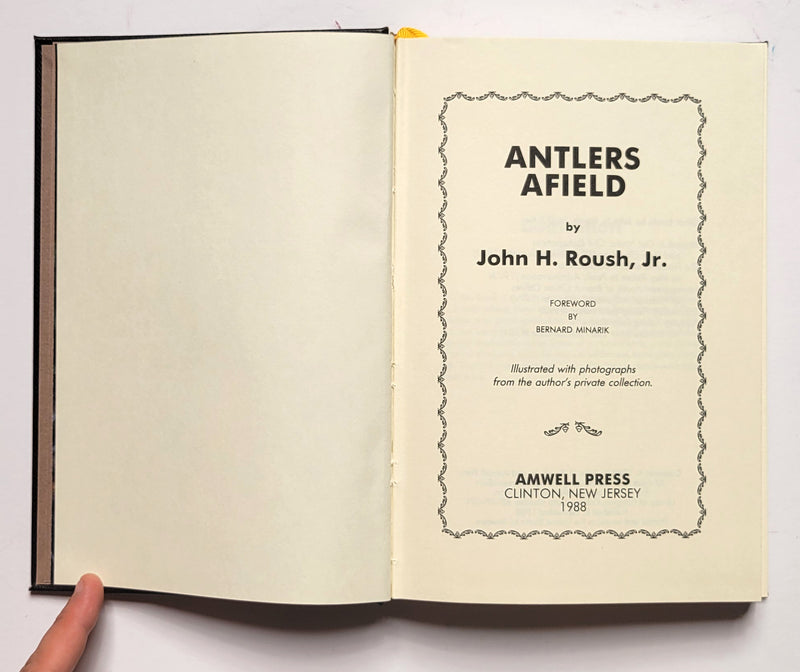 ANTLERS
AFIELD
by
John H. Roush, Jr.
FOREWORD
BY
BERNARD MINARIK
Illustrated with photographs
from the author's private collection.
AMWELL PRESS
CLINTON, NEW JERSEY
1988